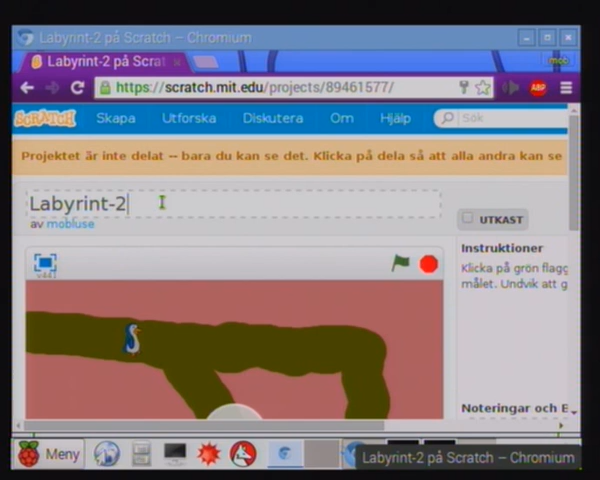 Labyrint-2 på Scratch – Chromium
Labyrint-2 på Scrat ×
mob
https://scratch.mit.edu/projects/89461577/
ABP
SCRATCH Skapa Utforska Diskutera Om Hjälp Sök
Projektet är inte delat -- bara du kan se det. Klicka på dela så att alla andra kan se
Labyrint-2
av mobluse
UTKAST
v441
Instruktioner
Klicka på grön flagg
målet. Undvik att g
Noteringar och E
Meny
Labyrint-2 på Scratch – Chromium